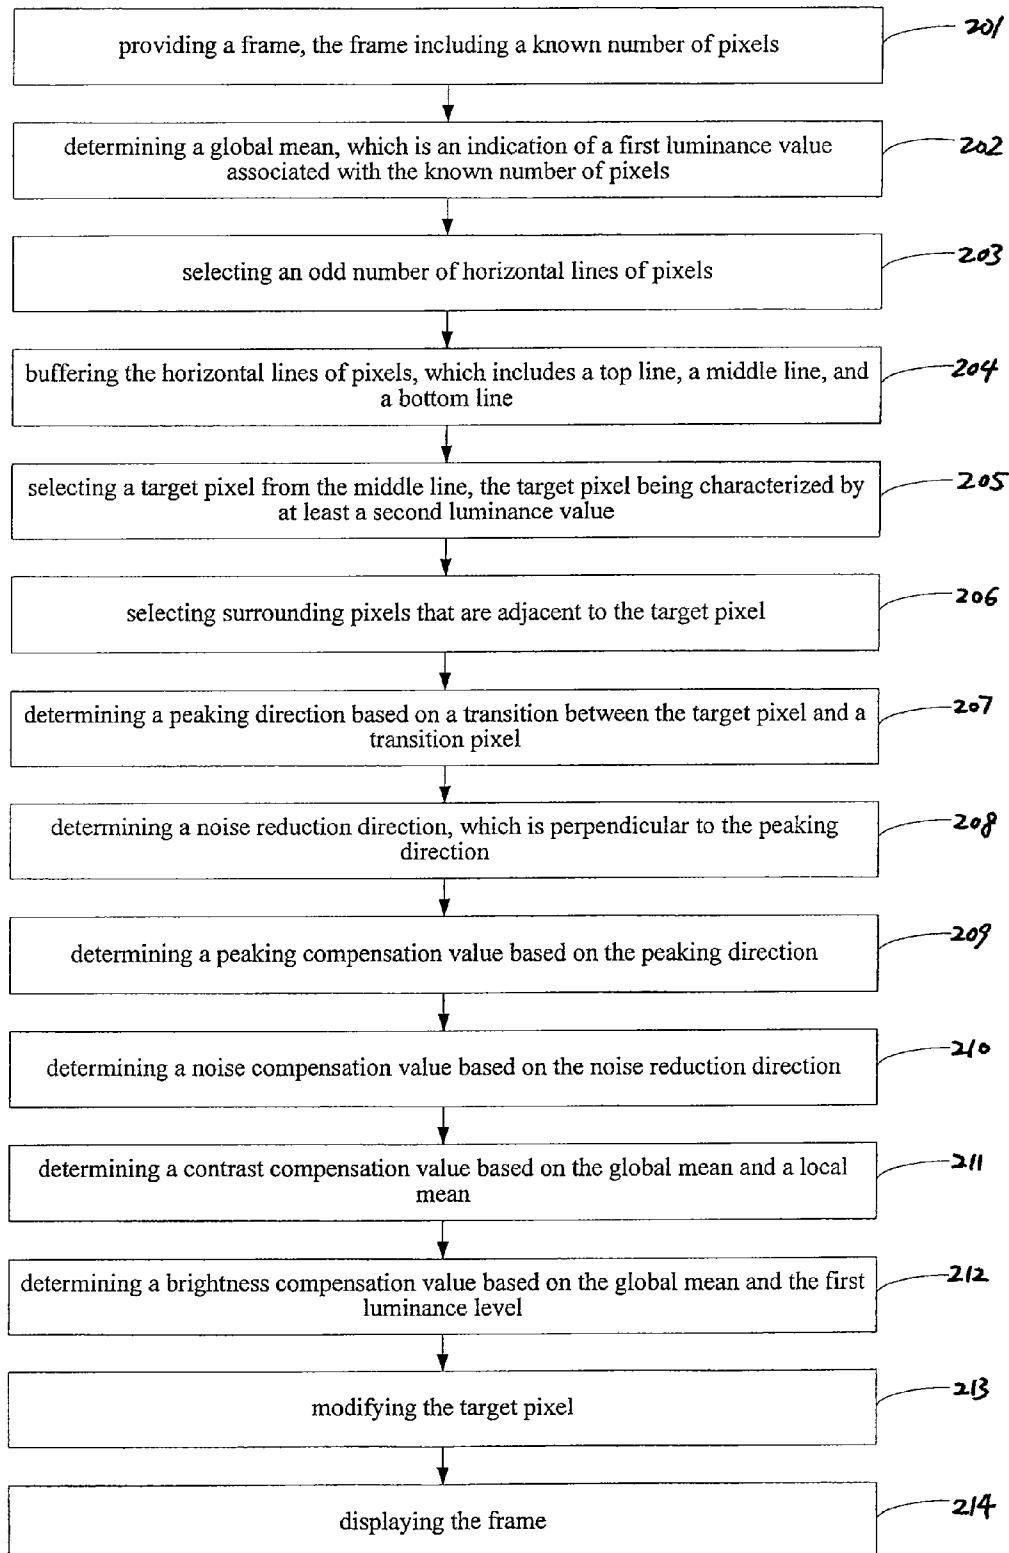 providing a frame, the frame including a known number of pixels
201
determining a global mean, which is an indication of a first luminance value
associated with the known number of pixels
202
selecting an odd number of horizontal lines of pixels
203
buffering the horizontal lines of pixels, which includes a top line, a middle line, and
a bottom line
204
selecting a target pixel from the middle line, the target pixel being characterized by
at least a second luminance value
205
selecting surrounding pixels that are adjacent to the target pixel
206
determining a peaking direction based on a transition between the target pixel and a
transition pixel
207
determining a noise reduction direction, which is perpendicular to the peaking
direction
208
determining a peaking compensation value based on the peaking direction
209
determining a noise compensation value based on the noise reduction direction
210
determining a contrast compensation value based on the global mean and a local
mean
211
determining a brightness compensation value based on the global mean and the first
luminance level
212
modifying the target pixel
213
displaying the frame
214